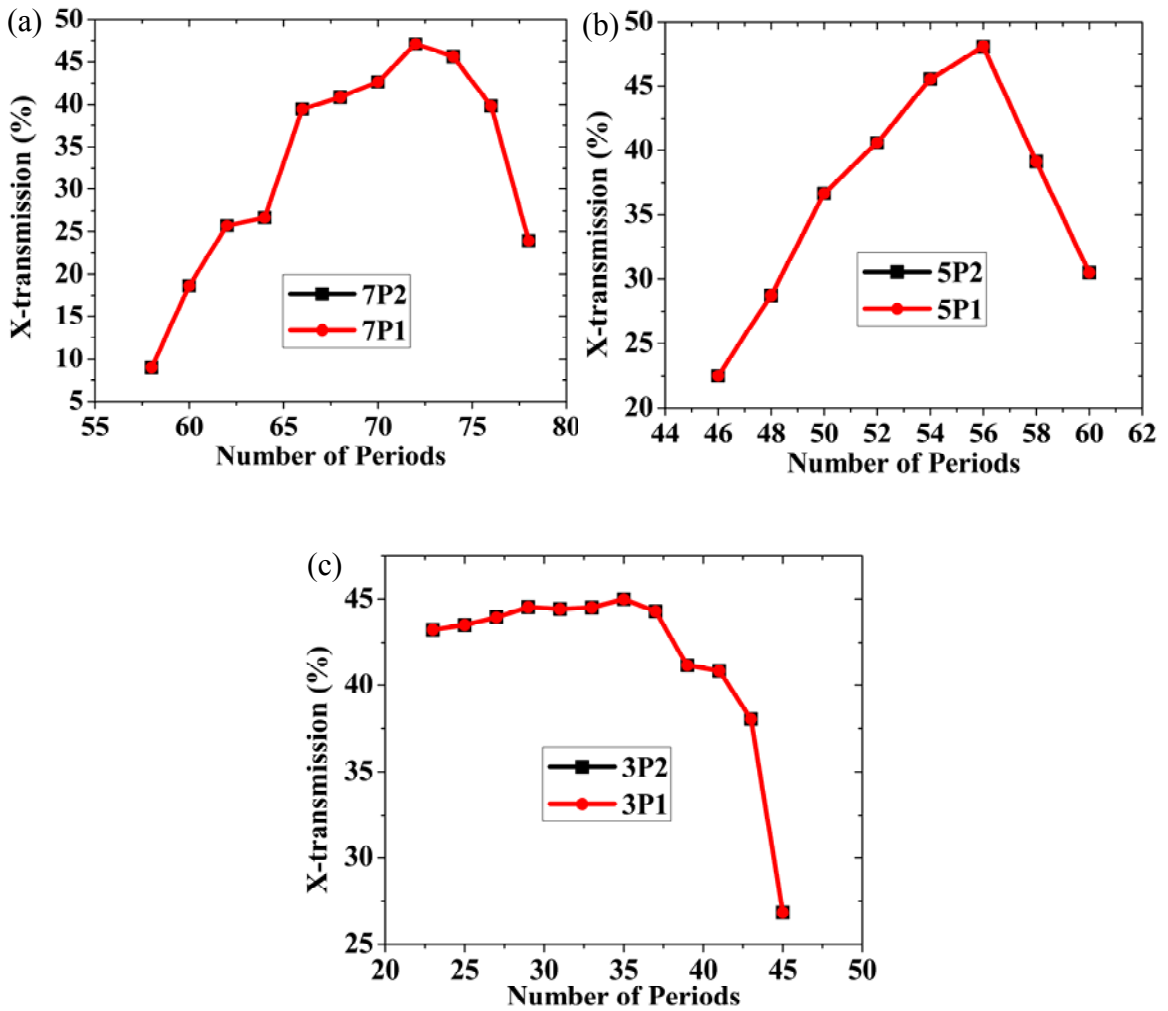 (a)
X-transmission (%)
50
45
40
35
30
25
20
15
10
5
7P2
7P1
55 60 65 70 75 80
Number of Periods
(b)
X-transmission (%)
50
40
30
20
5P2
5P1
44 46 48 50 52 54 56 58 60 62
Number of Periods
(c)
X-transmission (%)
45
40
35
30
25
3P2
3P1
20 25 30 35 40 45 50
Number of Periods